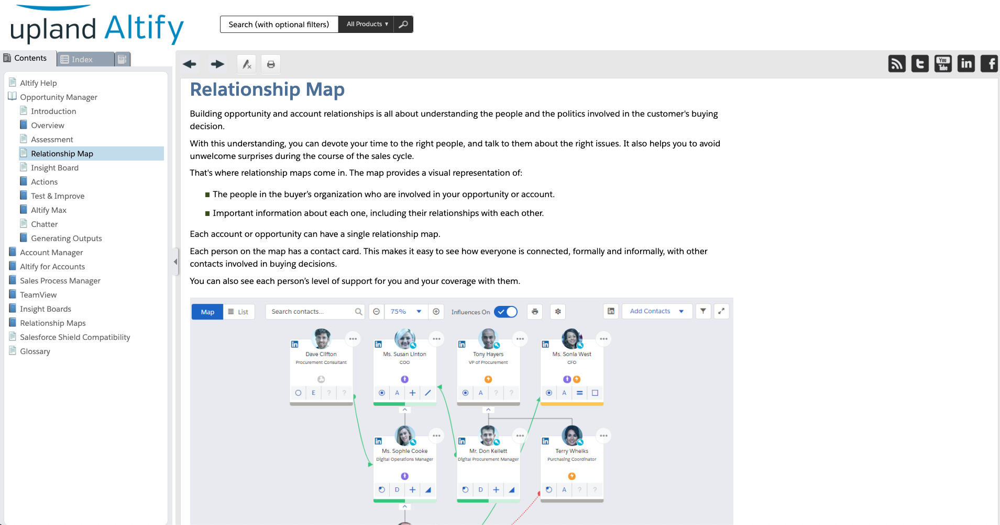 upland Altify
Search (with optional filters)
All Products ▼
Contents
Index
Altify Help
Opportunity Manager
Introduction
Overview
Assessment
Relationship Map
Insight Board
Actions
Test & Improve
Altify Max
Chatter
Generating Outputs
Account Manager
Altify for Accounts
Sales Process Manager
TeamView
Insight Boards
Relationship Maps
Salesforce Shield Compatibility
Glossary
You Tube
in
Relationship Map
Building opportunity and account relationships is all about understanding the people and the politics involved in the customer's buying
decision.
With this understanding, you can devote your time to the right people, and talk to them about the right issues. It also helps you to avoid
unwelcome surprises during the course of the sales cycle.
That's where relationship maps come in. The map provides a visual representation of:
The people in the buyer’s organization who are involved in your opportunity or account.
Important information about each one, including their relationships with each other.
Each account or opportunity can have a single relationship map.
Each person on the map has a contact card. This makes it easy to see how everyone is connected, formally and informally, with other
contacts involved in buying decisions.
You can also see each person’s level of support for you and your coverage with them.
Map
List
Search contacts...
75%
Influences On
Add Contacts
in
Dave Clifton
Procurement Consultant
E ? ?
in
Ms. Susan Linton
COO
A
in
Tony Hayers
VP of Procurement
A ? ?
in
Ms. Sonia West
CFO
A
in
Ms. Sophie Cooke
Digital Operations Manager
D
in
Mr. Don Kellett
Digital Procurement Manager
D
in
Terry Whelks
Purchasing Coordinator
A ? ?